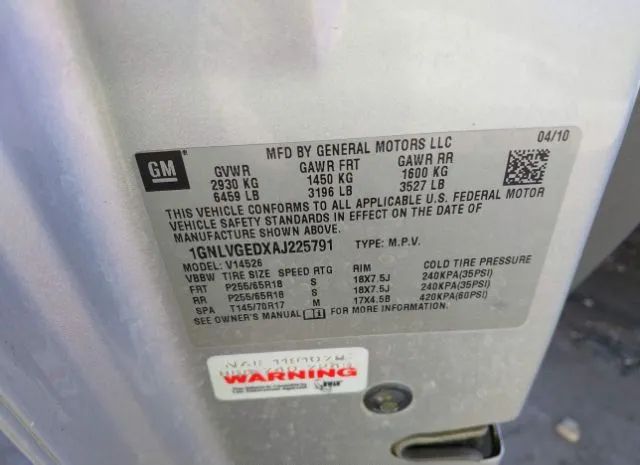 GM
MFD BY GENERAL MOTORS LLC 04/10
GVWR GAWR FRT GAWR RR
2930 KG 1450 KG 1600 KG
6459 LB 3196 LB 3527 LB
THIS VEHICLE CONFORMS TO ALL APPLICABLE U.S. FEDERAL MOTOR
VEHICLE SAFETY STANDARDS IN EFFECT ON THE DATE OF
MANUFACTURE SHOWN ABOVE.
1GNLVGEDXAJ225791 TYPE: M.P.V.
MODEL: V14526
VBBW TIRE SIZE SPEED RTG RIM COLD TIRE PRESSURE
FRT P255/65R18 S 18X7.5J 240KPA(35PSI)
RR P255/65R18 S 18X7.5J 240KPA(35PSI)
SPA T145/70R17 M 17X4.5B 420KPA(60PSI)
SEE OWNER'S MANUAL FOR MORE INFORMATION
WARNING